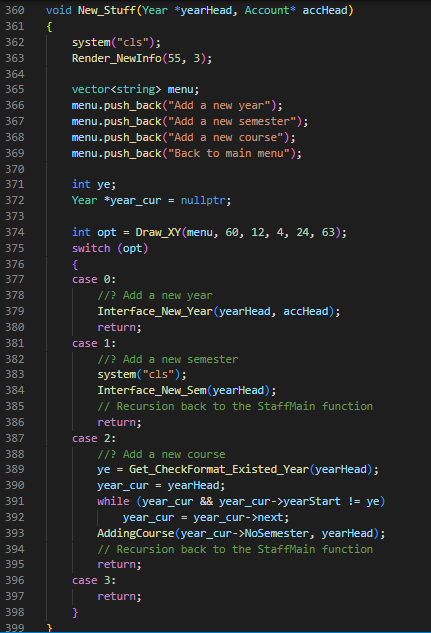 360 void New_Stuff(Year *yearHead, Account* accHead)
361 {
362     system("cls");
363     Render_NewInfo(55, 3);
364
365     vector<string> menu;
366     menu.push_back("Add a new year");
367     menu.push_back("Add a new semester");
368     menu.push_back("Add a new course");
369     menu.push_back("Back to main menu");
370
371     int ye;
372     Year *year_cur = nullptr;
373
374     int opt = Draw_XY(menu, 60, 12, 4, 24, 63);
375     switch (opt)
376     {
377     case 0:
378         //? Add a new year
379         Interface_New_Year(yearHead, accHead);
380         return;
381     case 1:
382         //? Add a new semester
383         system("cls");
384         Interface_New_Sem(yearHead);
385         // Recursion back to the StaffMain function
386         return;
387     case 2:
388         //? Add a new course
389         ye = Get_CheckFormat_Existed_Year(yearHead);
390         year_cur = yearHead;
391         while (year_cur && year_cur->yearStart != ye)
392             year_cur = year_cur->next;
393         AddingCourse(year_cur->NoSemester, yearHead);
394         // Recursion back to the StaffMain function
395         return;
396     case 3:
397         return;
398     }
399 }